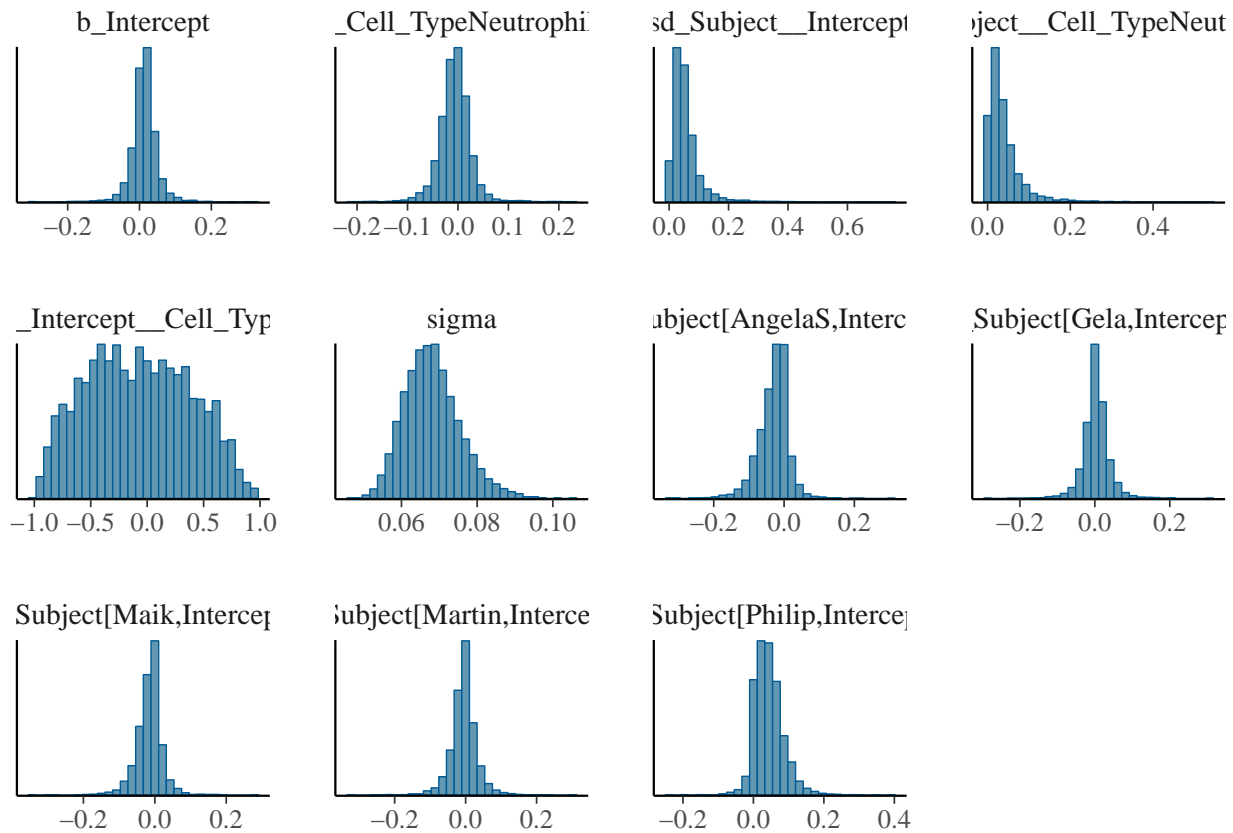 b_Intercept
_Cell_TypeNeutrophil
sd_Subject__Intercept
bject__Cell_TypeNeut
−0.2 0.0 0.2
−0.2 −0.1 0.0 0.1 0.2
0.0 0.2 0.4 0.6
0.0 0.2 0.4
_Intercept__Cell_Typ
sigma
ubject[AngelaS,Interc
_Subject[Gela,Intercep
−1.0 −0.5 0.0 0.5 1.0
0.06 0.08 0.10
−0.2 0.0 0.2
−0.2 0.0 0.2
Subject[Maik,Intercep
Subject[Martin,Interce
Subject[Philip,Intercep
−0.2 0.0 0.2
−0.2 0.0 0.2
−0.2 0.0 0.2 0.4